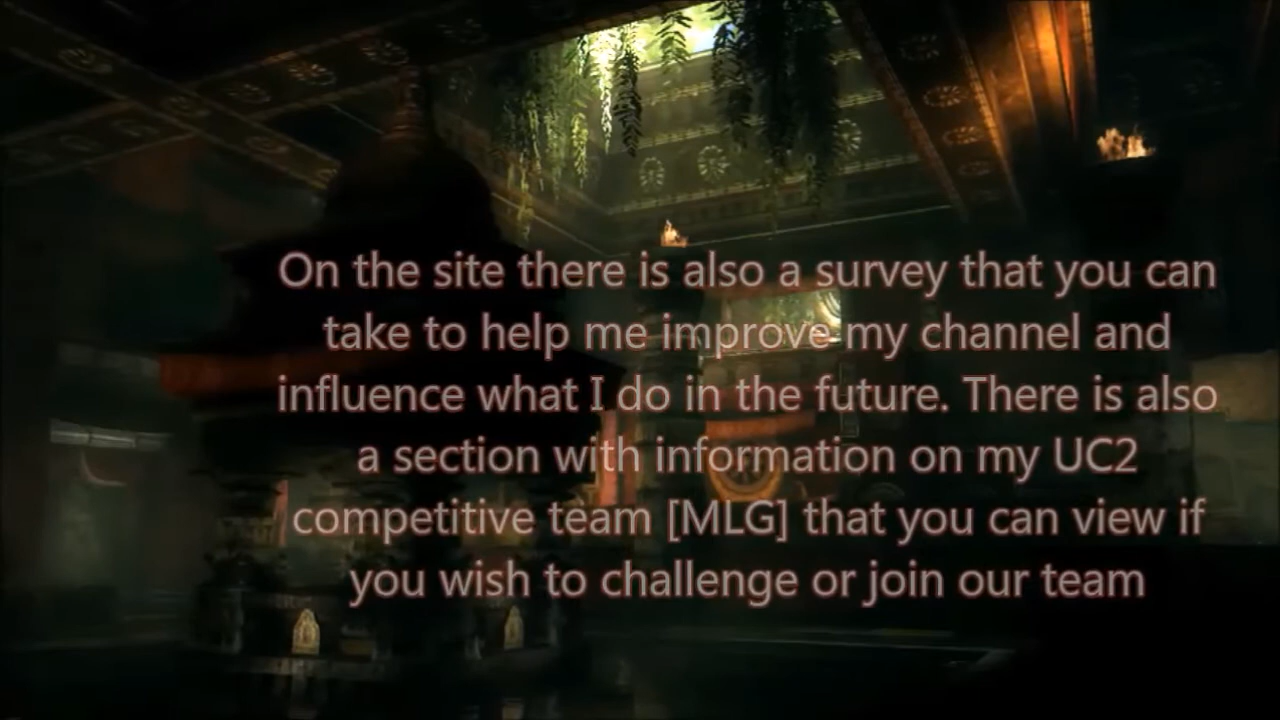 On the site there is also a survey that you can
take to help me improve my channel and
influence what I do in the future. There is also
a section with information on my UC2
competitive team [MLG] that you can view if
you wish to challenge or join our team